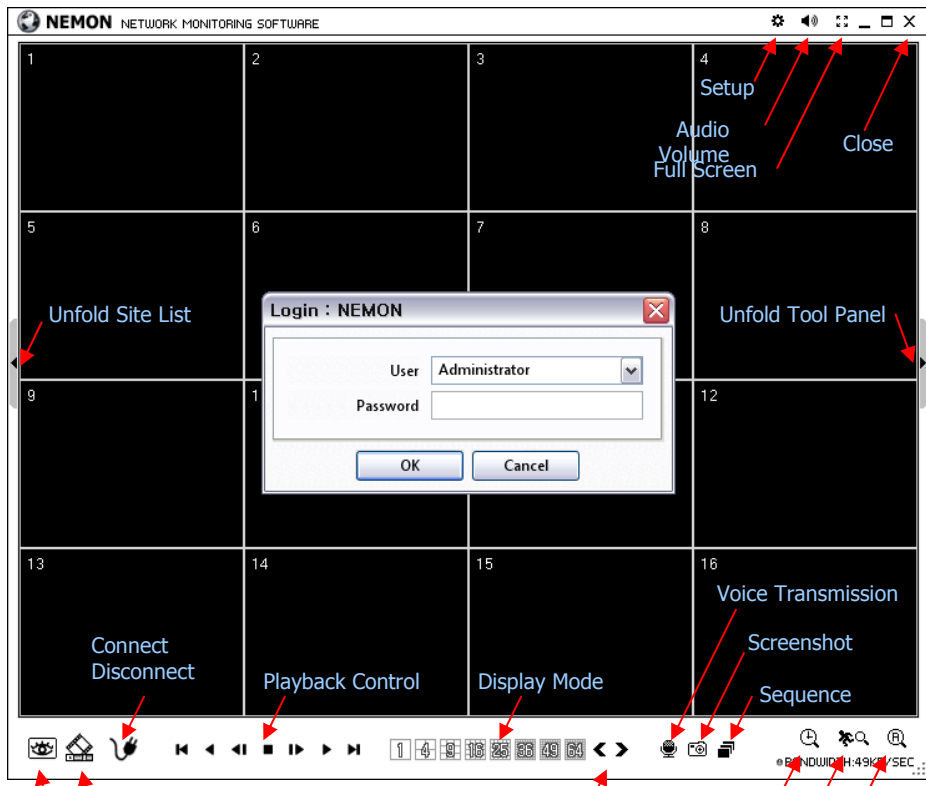 NEMON NETWORK MONITORING SOFTWARE
1 2 3 4
Setup
Audio
Volume
Full Screen
Close
5 6 7 8
Unfold Site List
Unfold Tool Panel
Login : NEMON
User Administrator
Password
OK Cancel
9 1 12
13 14 15 16
Voice Transmission
Screenshot
Sequence
Connect
Disconnect
Playback Control
Display Mode
1 4 9 16 25 36 49 64